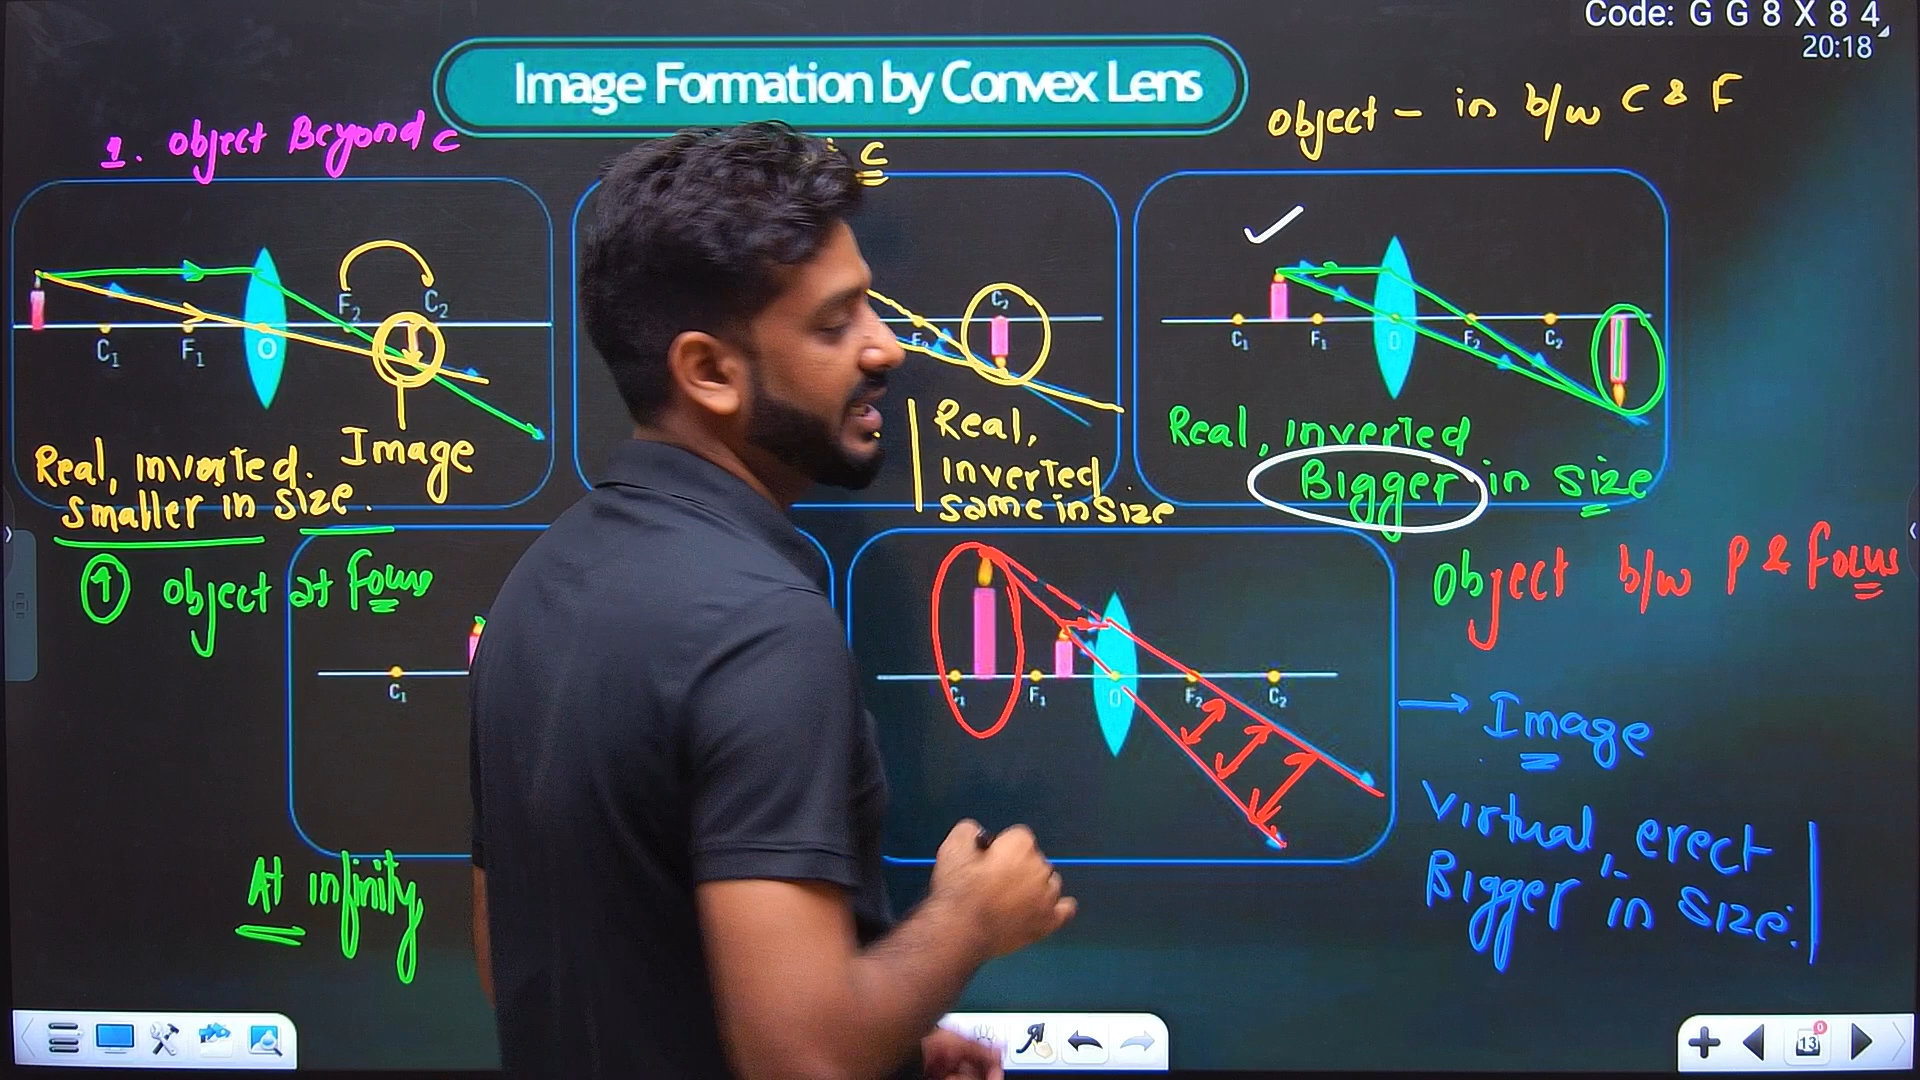 Code: G G 8 X 8 4
20:18
Image Formation by Convex Lens
1. Object Beyond C
C
Object - in b/w C & F
F₂
C₂
C₁
F₁
O
Image
Real, inverted.
smaller in size.
C₂
F₂
Real,
inverted
same in size
C₁
F₁
O
F₂
C₂
Real, inverted
Bigger in size
Object at Focus
C₁
At infinity
Object b/w P & Focus
C₁
F₁
O
F₂
C₂
Image
Virtual, erect
Bigger in size.
13
0